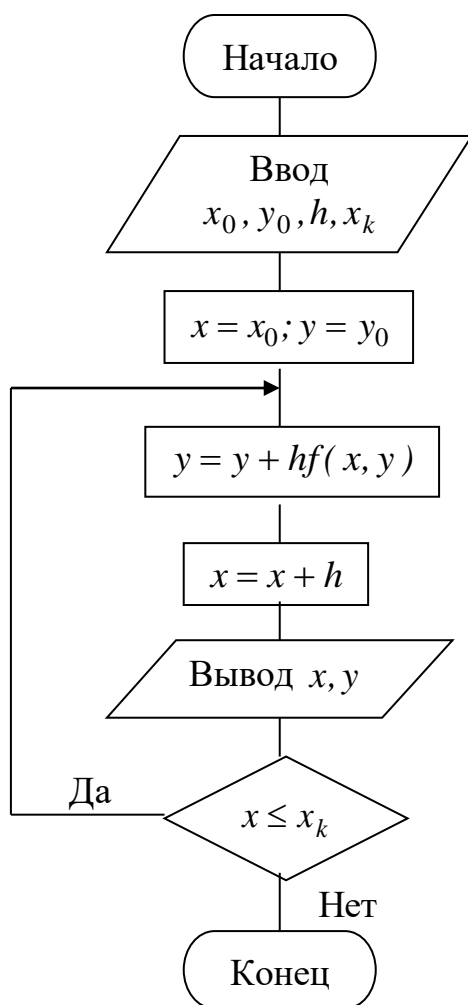 Начало
Ввод
x₀, y₀, h, xₖ
x = x₀; y = y₀
y = y + hf(x, y)
x = x + h
Вывод x, y
Да
x ≤ xₖ
Нет
Конец